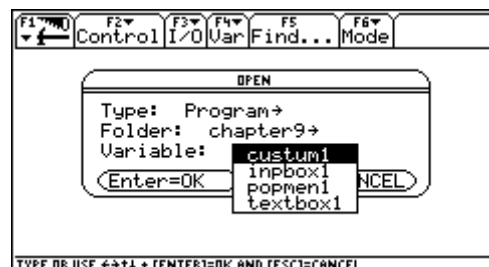 F1 F2 Control F3 I/O F4 Var F5 Find... F6 Mode
OPEN
Type: Program→
Folder: chapter9→
Variable: custum1
inpbox1
popmen1
textbox1
Enter=OK NCEL
TYPE OR USE ←→↑↓ + [ENTER]=OK AND [ESC]=CANCEL